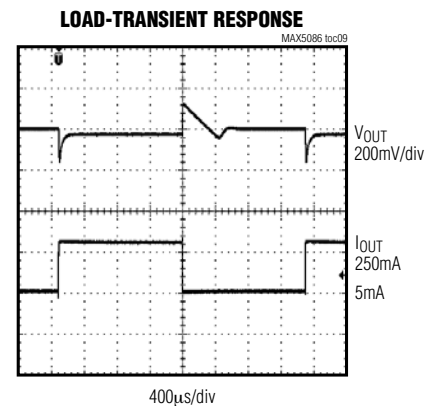 LOAD-TRANSIENT RESPONSE
MAX5086 toc09
VOUT
200mV/div
IOUT
250mA
5mA
400μs/div